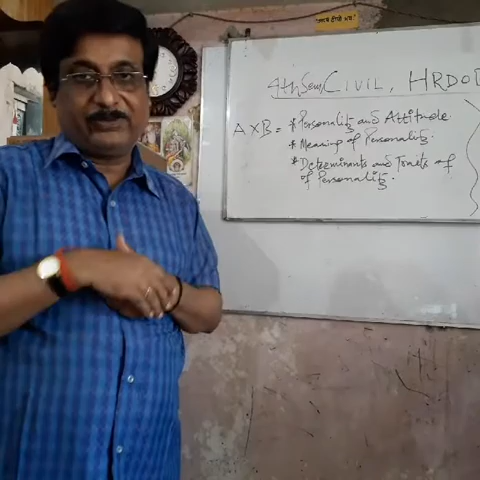 4th Sem CIVIL, HRDOB
A X B = * Personality and Attitude
* Meaning of Personality.
* Determinants and Traits of
of Personality.